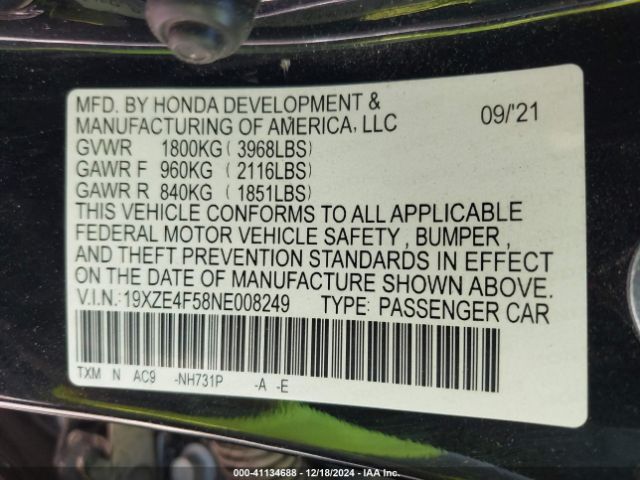 MFD. BY HONDA DEVELOPMENT &
MANUFACTURING OF AMERICA, LLC 09/'21
GVWR 1800KG ( 3968LBS)
GAWR F 960KG ( 2116LBS)
GAWR R 840KG ( 1851LBS)
THIS VEHICLE CONFORMS TO ALL APPLICABLE
FEDERAL MOTOR VEHICLE SAFETY , BUMPER ,
AND THEFT PREVENTION STANDARDS IN EFFECT
ON THE DATE OF MANUFACTURE SHOWN ABOVE.
V.I.N.:19XZE4F58NE008249 TYPE: PASSENGER CAR
TXM N AC9 -NH731P -A -E
000-41134688 – 12/18/2024 – IAA Inc.